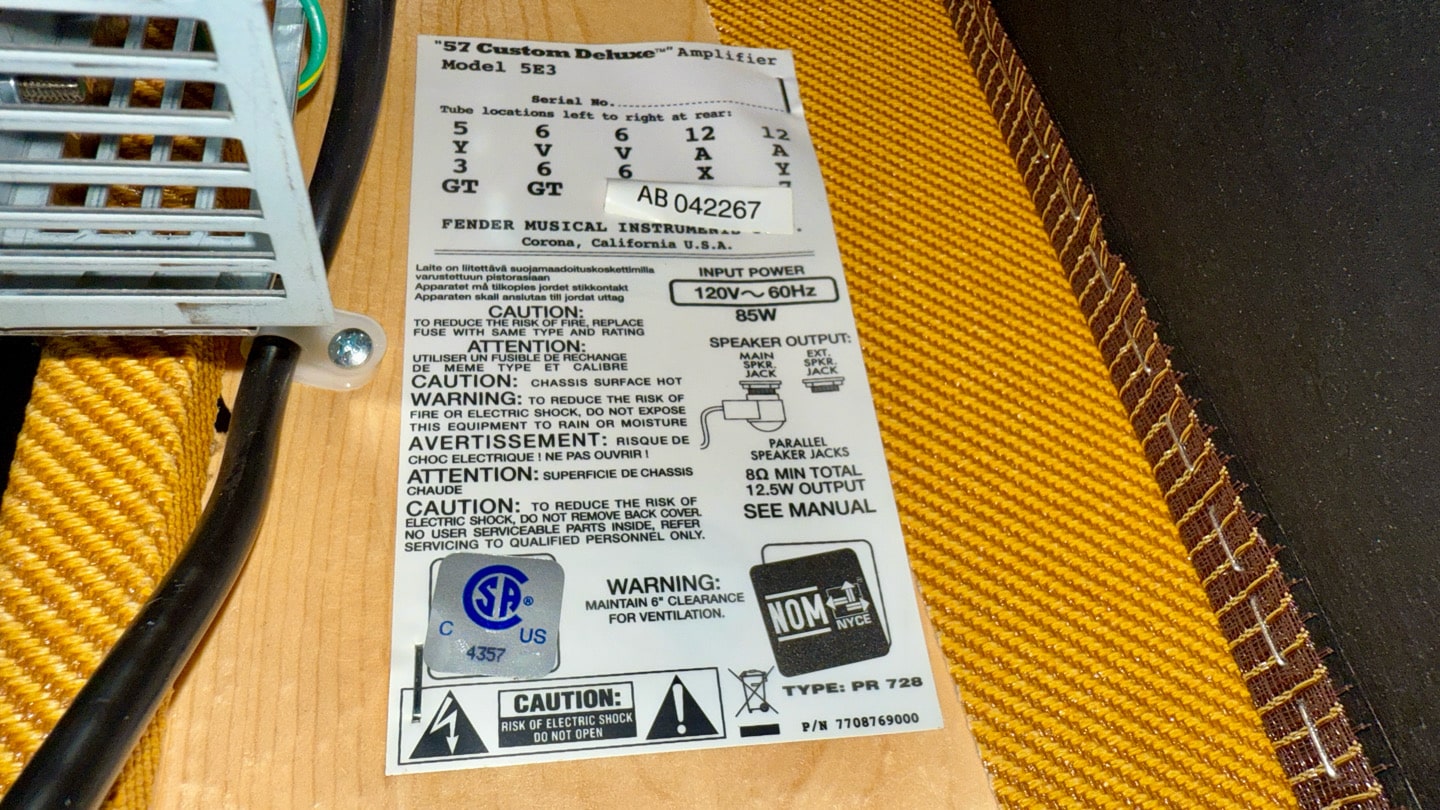 "57 Custom Deluxe™" Amplifier
Model 5E3
Serial No.
Tube locations left to right at rear:
5 6 6 12 12
Y V V A A
3 6 6 X Y
GT GT
AB 042267
FENDER MUSICAL
Corona, California U.S.A.
Laite on liitettävä suojamaadoituskoskettimilla
varustettuun pistorasiaan
Apparatet må tilkoples jordet stikkontakt
Apparaten skall anslutas till jordat uttag
CAUTION:
TO REDUCE THE RISK OF FIRE, REPLACE
FUSE WITH SAME TYPE AND RATING
ATTENTION:
UTILISER UN FUSIBLE DE RECHANGE
DE MEME TYPE ET CALIBRE
CAUTION: CHASSIS SURFACE HOT
WARNING: TO REDUCE THE RISK OF
FIRE OR ELECTRIC SHOCK, DO NOT EXPOSE
THIS EQUIPMENT TO RAIN OR MOISTURE
AVERTISSEMENT: RISQUE DE
CHOC ELECTRIQUE ! NE PAS OUVRIR !
ATTENTION: SUPERFICIE DE CHASSIS
CHAUDE
CAUTION: TO REDUCE THE RISK OF
ELECTRIC SHOCK, DO NOT REMOVE BACK COVER.
NO USER SERVICEABLE PARTS INSIDE, REFER
SERVICING TO QUALIFIED PERSONNEL ONLY.
INPUT POWER
120V～ 60Hz
85W
SPEAKER OUTPUT:
MAIN SPKR. JACK
EXT. SPKR. JACK
PARALLEL
SPEAKER JACKS
8Ω MIN TOTAL
12.5W OUTPUT
SEE MANUAL
CSA®
C US
4357
WARNING:
MAINTAIN 6" CLEARANCE
FOR VENTILATION.
NOM
NYCE
CAUTION:
RISK OF ELECTRIC SHOCK
DO NOT OPEN
TYPE: PR 728
P/N 7708769000